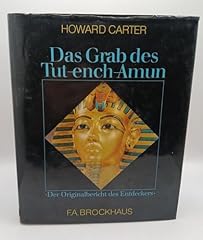 HOWARD CARTER
Das Grab des
Tut-ench-Amun
›Der Originalbericht des Entdeckers‹
F.A. BROCKHAUS